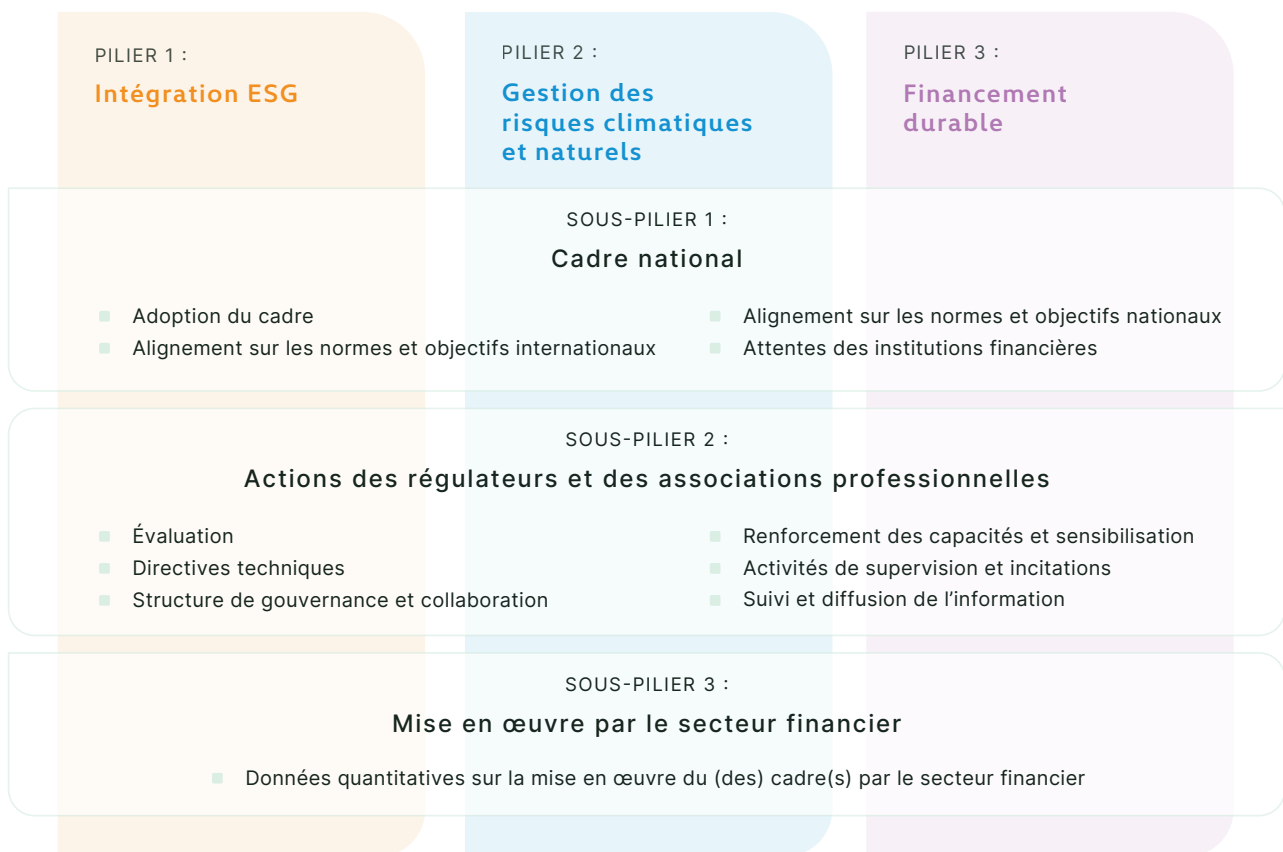 PILIER 1 :
Intégration ESG
PILIER 2 :
Gestion des
risques climatiques
et naturels
PILIER 3 :
Financement
durable
SOUS-PILIER 1 :
Cadre national
Adoption du cadre
Alignement sur les normes et objectifs internationaux
Alignement sur les normes et objectifs nationaux
Attentes des institutions financières
SOUS-PILIER 2 :
Actions des régulateurs et des associations professionnelles
Évaluation
Directives techniques
Structure de gouvernance et collaboration
Renforcement des capacités et sensibilisation
Activités de supervision et incitations
Suivi et diffusion de l’information
SOUS-PILIER 3 :
Mise en œuvre par le secteur financier
Données quantitatives sur la mise en œuvre du (des) cadre(s) par le secteur financier